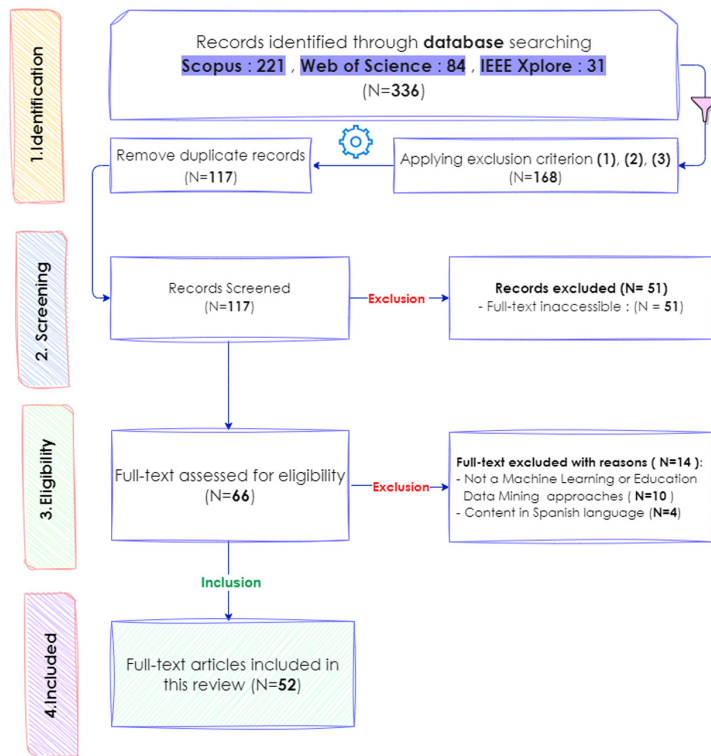 1.Identification
Records identified through database searching
Scopus : 221 , Web of Science : 84 , IEEE Xplore : 31
(N=336)
Remove duplicate records
(N=117)
Applying exclusion criterion (1), (2), (3)
(N=168)
2. Screening
Records Screened
(N=117)
Exclusion
Records excluded (N= 51)
- Full-text inaccessible : (N = 51)
3.Eligibility
Full-text assessed for eligibility
(N=66)
Exclusion
Full-text excluded with reasons ( N=14 ):
- Not a Machine Learning or Education
Data Mining approaches ( N=10 )
- Content in Spanish language (N=4)
Inclusion
4.Included
Full-text articles included in
this review (N=52)